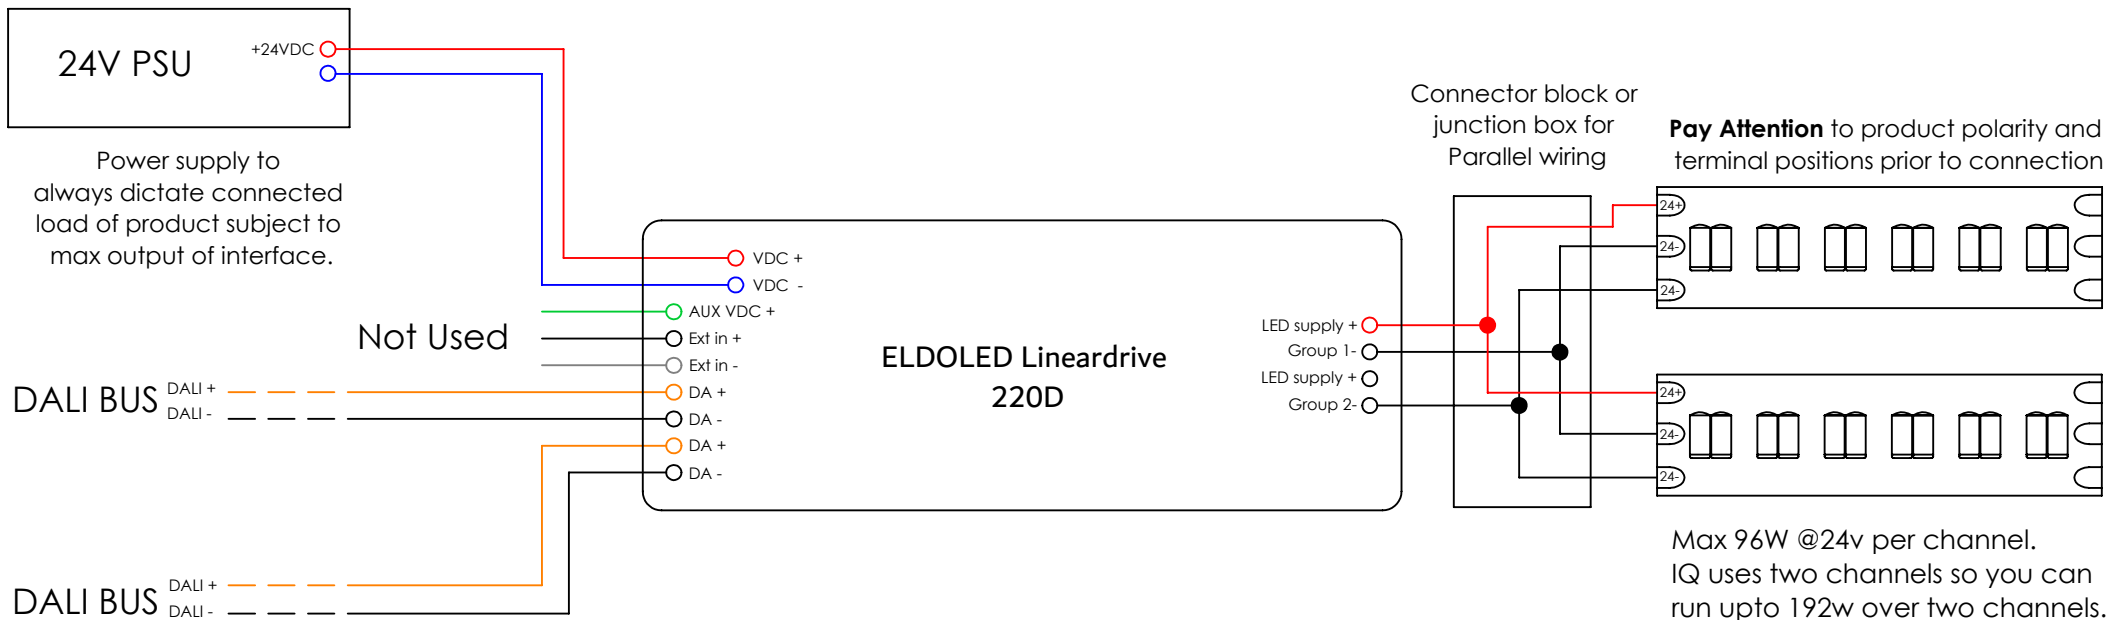 24V PSU
+24VDC
Power supply to
always dictate connected
load of product subject to
max output of interface.
Not Used
DALI BUS
DALI +
DALI -
DALI BUS
DALI +
DALI -
VDC +
VDC -
AUX VDC +
Ext in +
Ext in -
DA +
DA -
DA +
DA -
ELDOLED Lineardrive
220D
LED supply +
Group 1-
LED supply +
Group 2-
Connector block or
junction box for
Parallel wiring
Pay Attention to product polarity and
terminal positions prior to connection
24+
24-
24-
24+
24-
24-
Max 96W @24v per channel.
IQ uses two channels so you can
run upto 192w over two channels.